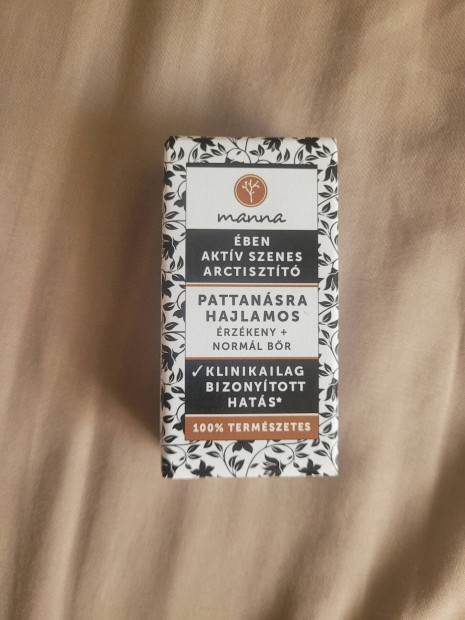 manna
ÉBEN
AKTÍV SZENES
ARCTISZTÍTÓ
PATTANÁSRA
HAJLAMOS
ÉRZÉKENY +
NORMÁL BŐR
✓KLINIKAILAG
BIZONYÍTOTT
HATÁS*
100% TERMÉSZETES